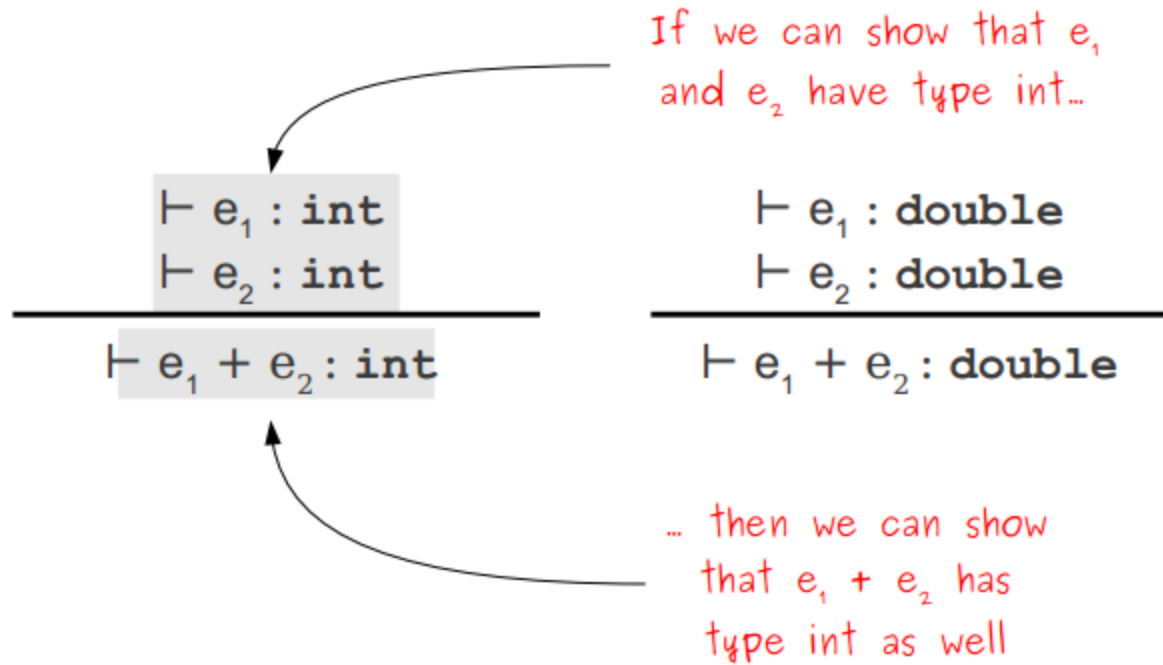 If we can show that e₁
and e₂ have type int…
⊢ e₁ : int
⊢ e₂ : int
⊢ e₁ + e₂ : int
⊢ e₁ : double
⊢ e₂ : double
⊢ e₁ + e₂ : double
… then we can show
that e₁ + e₂ has
type int as well